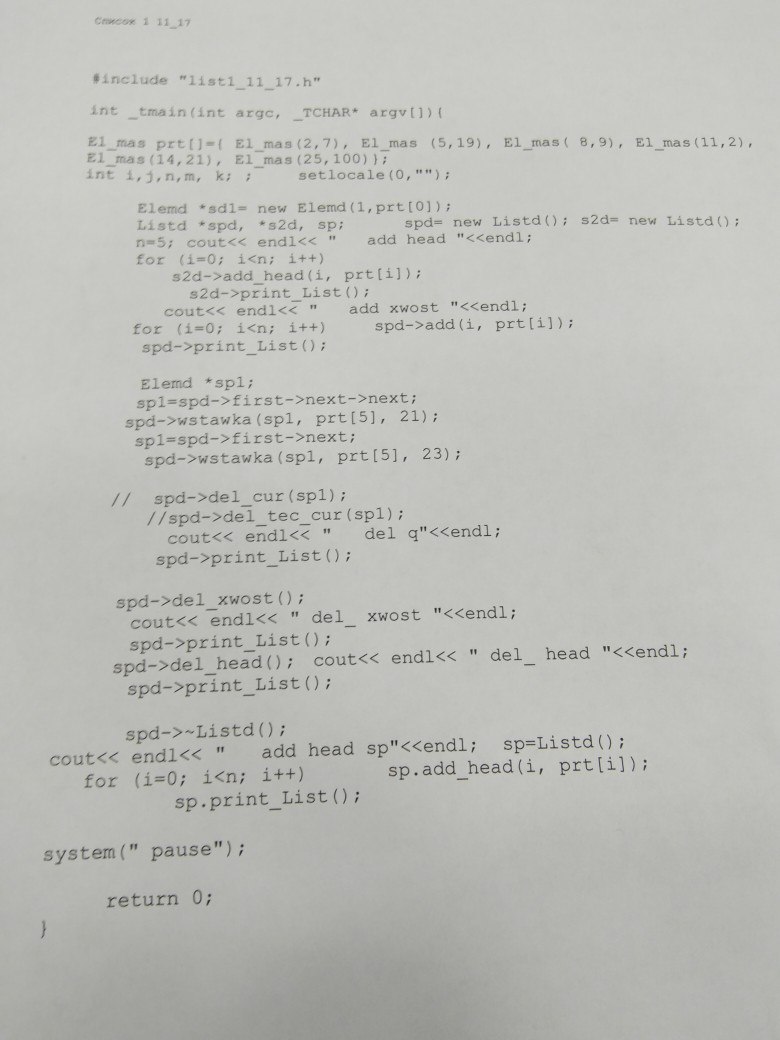 Список 1 11_17
#include "list1_11_17.h"
int _tmain(int argc, _TCHAR* argv[]){
El_mas prt[]={ El_mas(2,7), El_mas (5,19), El_mas( 8,9), El_mas(11,2),
El_mas(14,21), El_mas(25,100)};
int i,j,n,m, k; ; setlocale(0,"");
Elemd *sd1= new Elemd(1,prt[0]);
Listd *spd, *s2d, sp; spd= new Listd(); s2d= new Listd();
n=5; cout<< endl<< " add head "<<endl;
for (i=0; i<n; i++)
s2d->add_head(i, prt[i]);
s2d->print_List();
cout<< endl<< " add xwost "<<endl;
for (i=0; i<n; i++) spd->add(i, prt[i]);
spd->print_List();
Elemd *sp1;
sp1=spd->first->next->next;
spd->wstawka(sp1, prt[5], 21);
sp1=spd->first->next;
spd->wstawka(sp1, prt[5], 23);
// spd->del_cur(sp1);
//spd->del_tec_cur(sp1);
cout<< endl<< " del q"<<endl;
spd->print_List();
spd->del_xwost();
cout<< endl<< " del_ xwost "<<endl;
spd->print_List();
spd->del_head(); cout<< endl<< " del_ head "<<endl;
spd->print_List();
spd->~Listd();
cout<< endl<< " add head sp"<<endl; sp=Listd();
for (i=0; i<n; i++) sp.add_head(i, prt[i]);
sp.print_List();
system(" pause");
return 0;
}